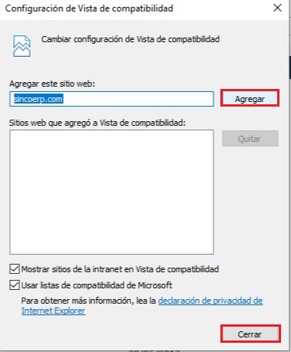 Configuración de Vista de compatibilidad
Cambiar configuración de Vista de compatibilidad
Agregar este sitio web:
sincoerp.com
Agregar
Sitios web que agregó a Vista de compatibilidad:
Quitar
Mostrar sitios de la intranet en Vista de compatibilidad
Usar listas de compatibilidad de Microsoft
Para obtener más información, lea la declaración de privacidad de
Internet Explorer
Cerrar